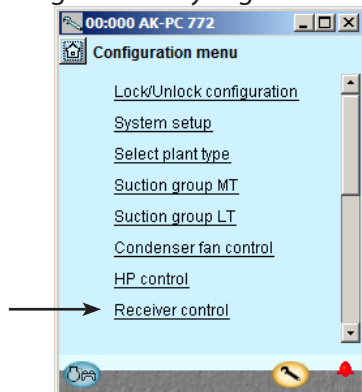 00:000 AK-PC 772
Configuration menu
Lock/Unlock configuration
System setup
Select plant type
Suction group MT
Suction group LT
Condenser fan control
HP control
Receiver control